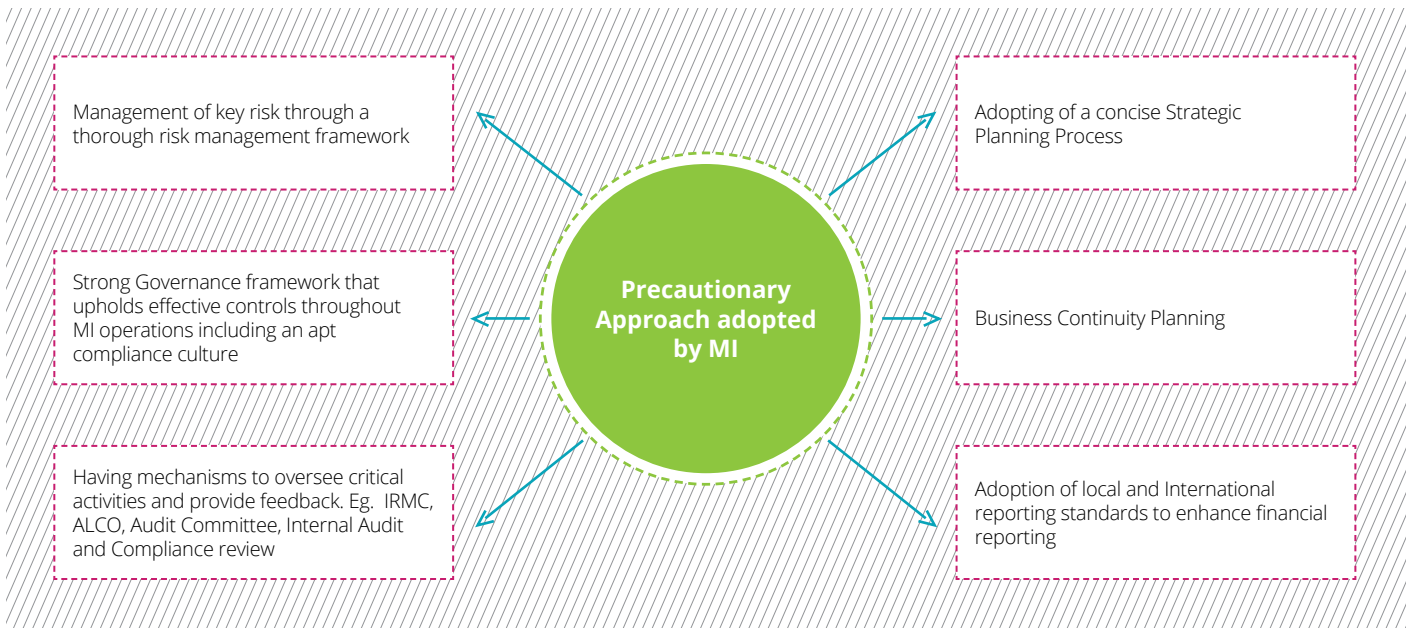 Management of key risk through a
thorough risk management framework
Strong Governance framework that
upholds effective controls throughout
MI operations including an apt
compliance culture
Having mechanisms to oversee critical
activities and provide feedback. Eg.  IRMC,
ALCO, Audit Committee, Internal Audit
and Compliance review
Precautionary
Approach adopted
by MI
Adopting of a concise Strategic
Planning Process
Business Continuity Planning
Adoption of local and International
reporting standards to enhance financial
reporting